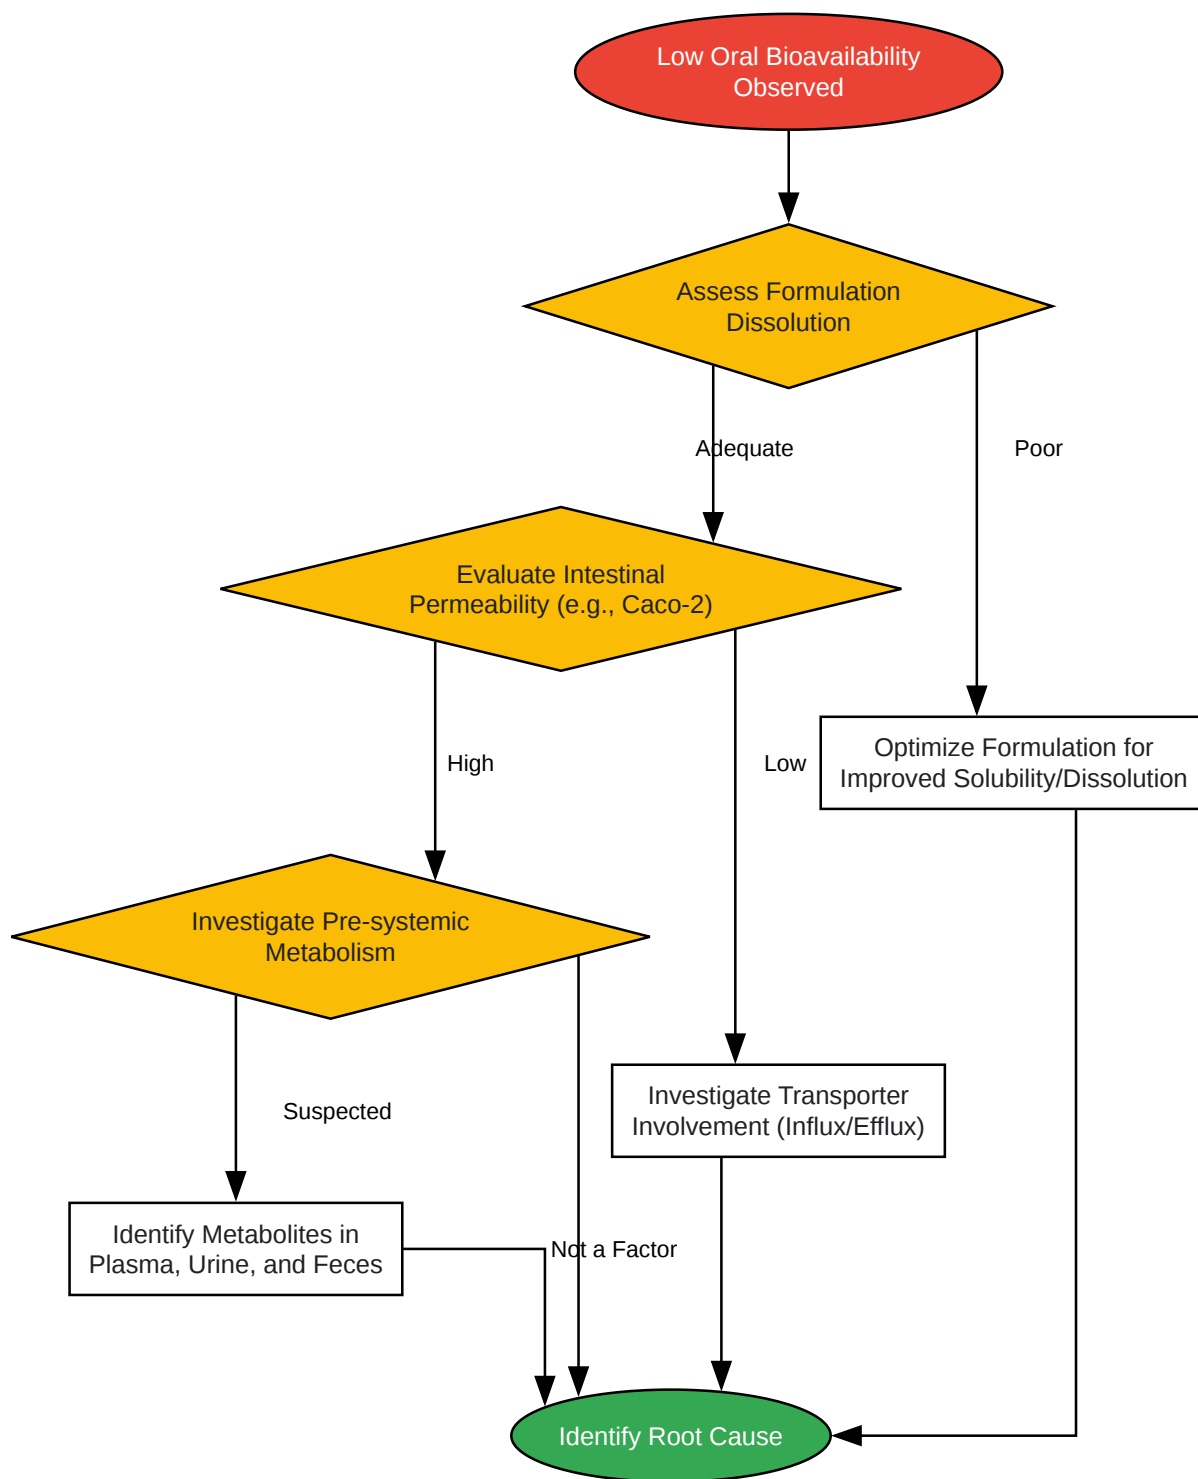 Low Oral Bioavailability
Observed
Assess Formulation
Dissolution
Adequate
Poor
Evaluate Intestinal
Permeability (e.g., Caco-2)
High
Low
Optimize Formulation for
Improved Solubility/Dissolution
Investigate Pre-systemic
Metabolism
Suspected
Investigate Transporter
Involvement (Influx/Efflux)
Identify Metabolites in
Plasma, Urine, and Feces
Not a Factor
Identify Root Cause